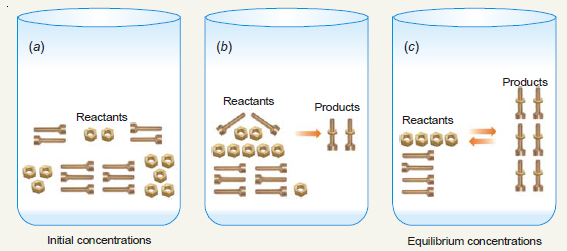 (a)
Reactants
Initial concentrations
(b)
Reactants
Products
(c)
Products
Reactants
Equilibrium concentrations